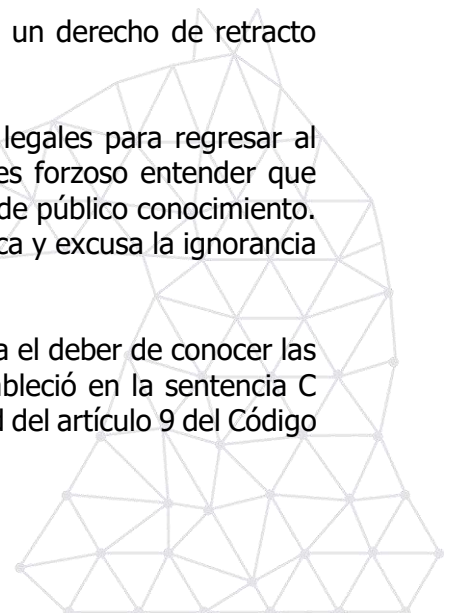 un derecho de retracto
legales para regresar al
es forzoso entender que
de público conocimiento.
ca y excusa la ignorancia
a el deber de conocer las
ableció en la sentencia C
l del artículo 9 del Código